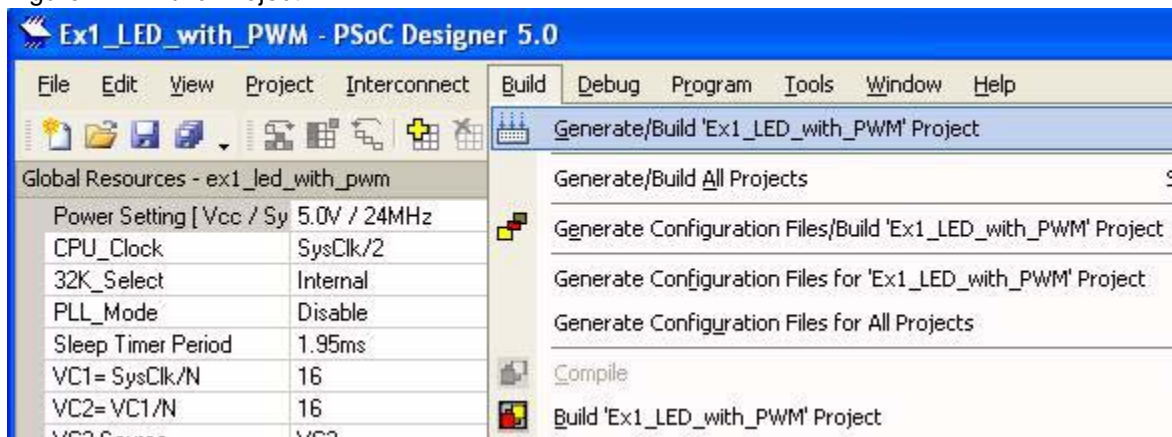 Ex1_LED_with_PWM - PSoC Designer 5.0
File Edit View Project Interconnect Build Debug Program Tools Window Help
Generate/Build 'Ex1_LED_with_PWM' Project
Global Resources - ex1_led_with_pwm
Generate/Build All Projects
Power Setting [ Vcc / Sy 5.0V / 24MHz
Generate Configuration Files/Build 'Ex1_LED_with_PWM' Project
CPU_Clock SysClk/2
32K_Select Internal
Generate Configuration Files for 'Ex1_LED_with_PWM' Project
PLL_Mode Disable
Generate Configuration Files for All Projects
Sleep Timer Period 1.95ms
VC1= SysClk/N 16
Compile
VC2= VC1/N 16
Build 'Ex1_LED_with_PWM' Project